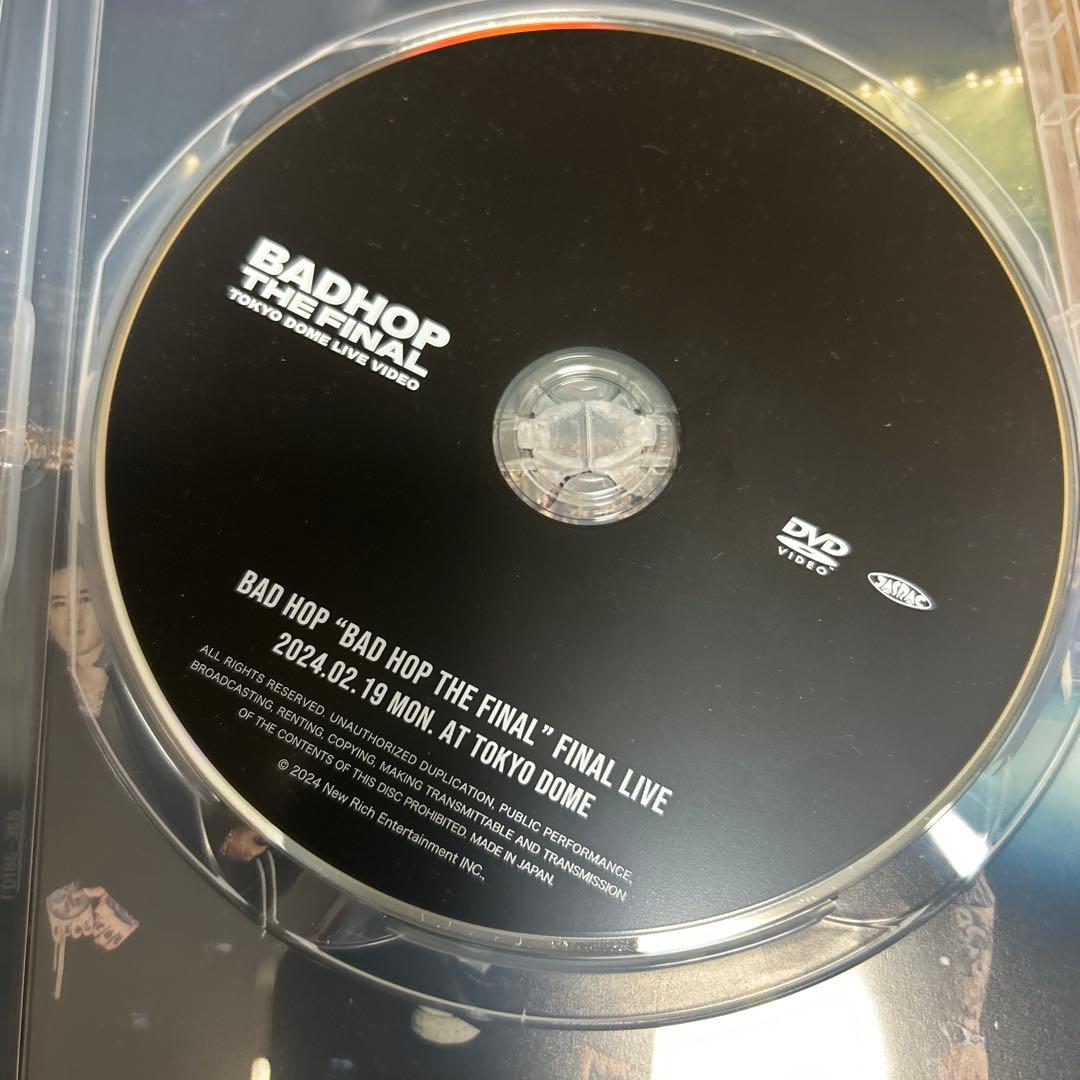 BADHOP
THE FINAL
TOKYO DOME LIVE VIDEO
DVD
VIDEO
JASRAC
BAD HOP “BAD HOP THE FINAL” FINAL LIVE
2024.02.19 MON. AT TOKYO DOME
ALL RIGHTS RESERVED. UNAUTHORIZED DUPLICATION, PUBLIC PERFORMANCE,
BROADCASTING, RENTING, COPYING, MAKING TRANSMITTABLE AND TRANSMISSION
OF THE CONTENTS OF THIS DISC PROHIBITED. MADE IN JAPAN.
© 2024 New Rich Entertainment INC.,